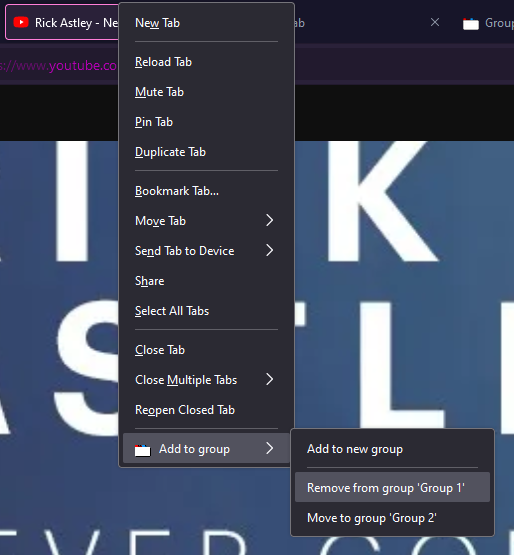 Rick Astley - Ne
New Tab
ab
Group
s://www.youtube.co
Reload Tab
Mute Tab
Pin Tab
Duplicate Tab
Bookmark Tab...
Move Tab
Send Tab to Device
Share
Select All Tabs
Close Tab
Close Multiple Tabs
Reopen Closed Tab
Add to group
Add to new group
Remove from group 'Group 1'
Move to group 'Group 2'